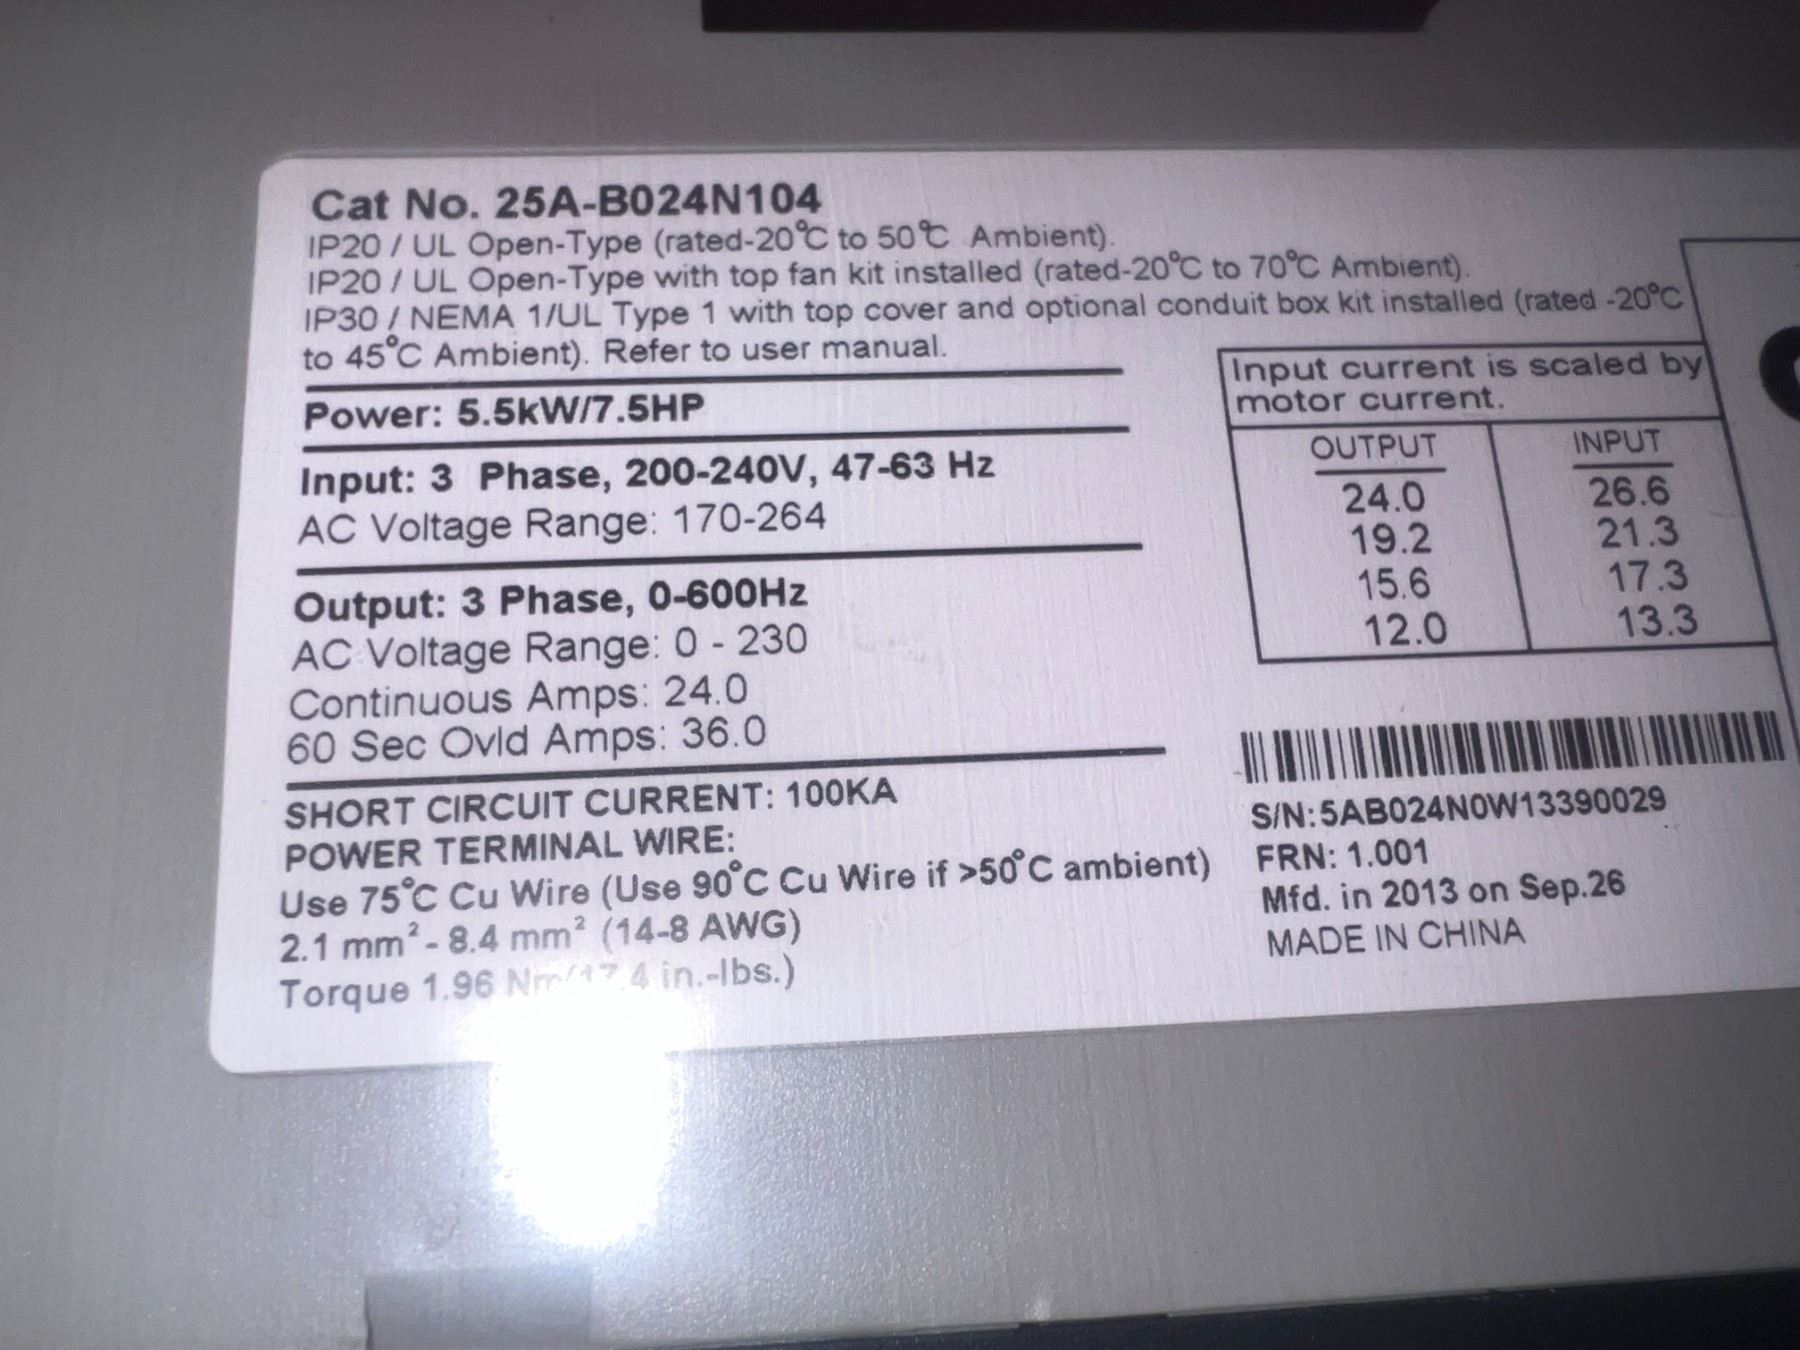 Cat No. 25A-B024N104
IP20 / UL Open-Type (rated-20℃ to 50℃ Ambient).
IP20 / UL Open-Type with top fan kit installed (rated-20℃ to 70℃ Ambient).
IP30 / NEMA 1/UL Type 1 with top cover and optional conduit box kit installed (rated -20℃
to 45℃ Ambient). Refer to user manual.
Power: 5.5kW/7.5HP
Input: 3 Phase, 200-240V, 47-63 Hz
AC Voltage Range: 170-264
Output: 3 Phase, 0-600Hz
AC Voltage Range: 0 - 230
Continuous Amps: 24.0
60 Sec Ovld Amps: 36.0
SHORT CIRCUIT CURRENT: 100KA
POWER TERMINAL WIRE:
Use 75℃ Cu Wire (Use 90℃ Cu Wire if >50℃ ambient)
2.1 mm² - 8.4 mm² (14-8 AWG)
Torque 1.96 Nm(17.4 in.-lbs.)
Input current is scaled by
motor current.
OUTPUT INPUT
24.0 26.6
19.2 21.3
15.6 17.3
12.0 13.3
S/N:5AB024N0W13390029
FRN: 1.001
Mfd. in 2013 on Sep.26
MADE IN CHINA